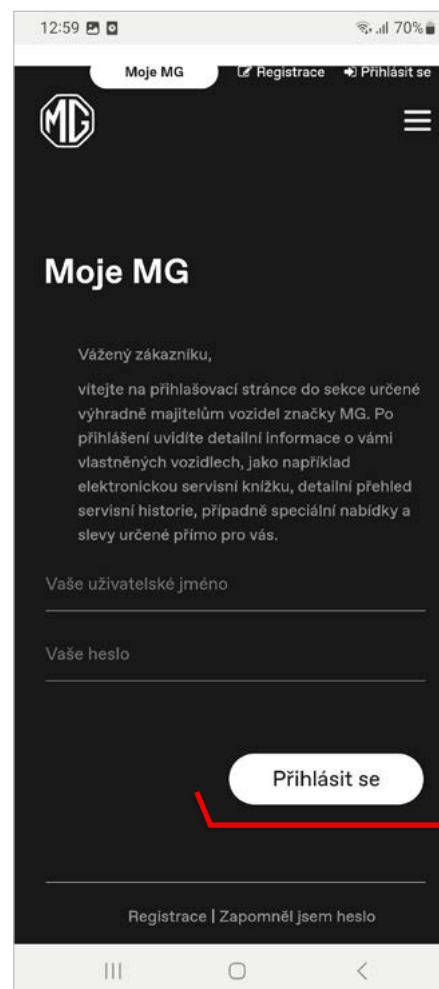 12:59 70%
Moje MG Registrace Přihlásit se
MG
Moje MG
Vážený zákazníku,
vítejte na přihlašovací stránce do sekce určené
výhradně majitelům vozidel značky MG. Po
přihlášení uvidíte detailní informace o vámi
vlastněných vozidlech, jako například
elektronickou servisní knížku, detailní přehled
servisní historie, případně speciální nabídky a
slevy určené přímo pro vás.
Vaše uživatelské jméno
Vaše heslo
Přihlásit se
Registrace | Zapomněl jsem heslo